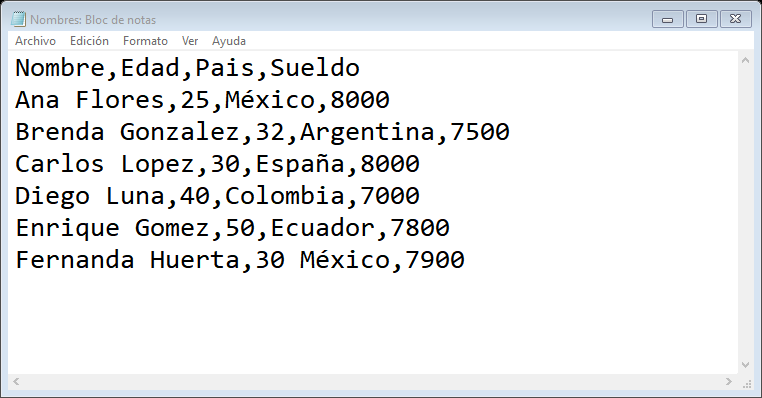 Nombres: Bloc de notas
Archivo Edición Formato Ver Ayuda
Nombre,Edad,Pais,Sueldo
Ana Flores,25,México,8000
Brenda Gonzalez,32,Argentina,7500
Carlos Lopez,30,España,8000
Diego Luna,40,Colombia,7000
Enrique Gomez,50,Ecuador,7800
Fernanda Huerta,30 México,7900